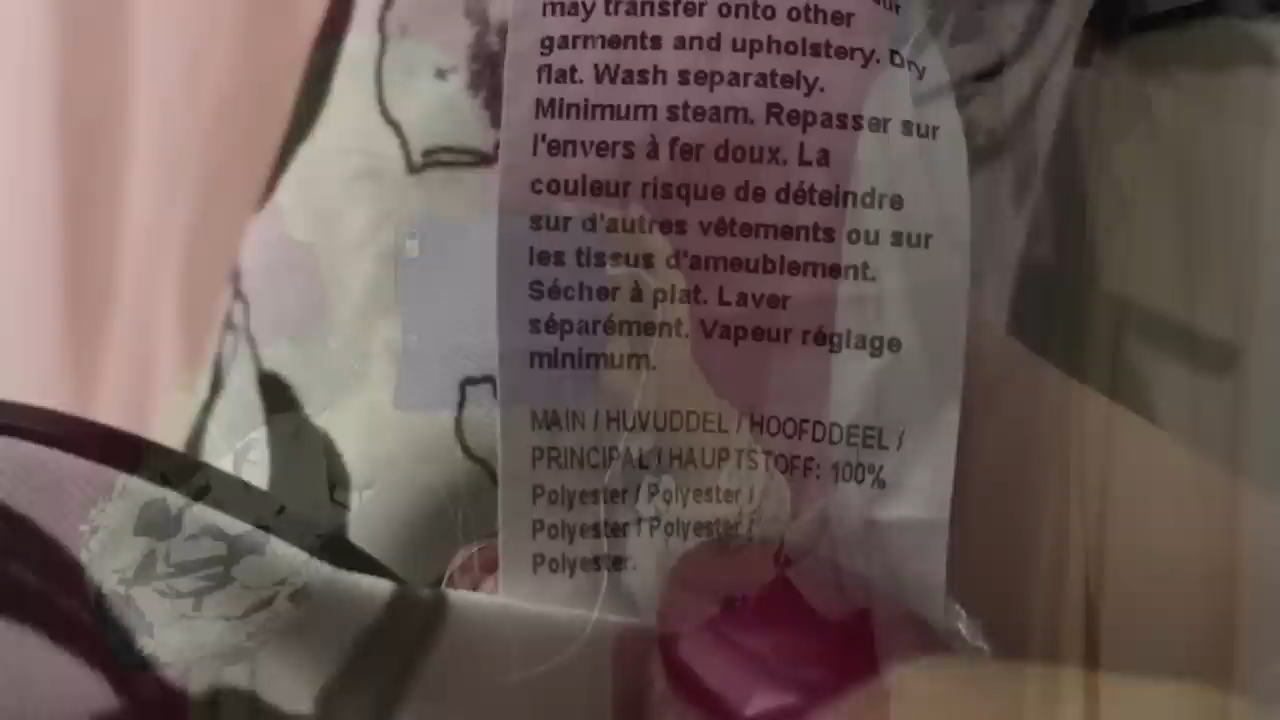 may transfer onto other
garments and upholstery. Dry
flat. Wash separately.
Minimum steam. Repasser sur
l'envers à fer doux. La
couleur risque de déteindre
sur d'autres vêtements ou sur
les tissus d'ameublement.
Sécher à plat. Laver
séparément. Vapeur réglage
minimum.
MAIN / HUVUDDEL / HOOFDDEEL /
PRINCIPAL / HAUPTSTOFF: 100%
Polyester / Polyester /
Polyester / Polyester /
Polyester.